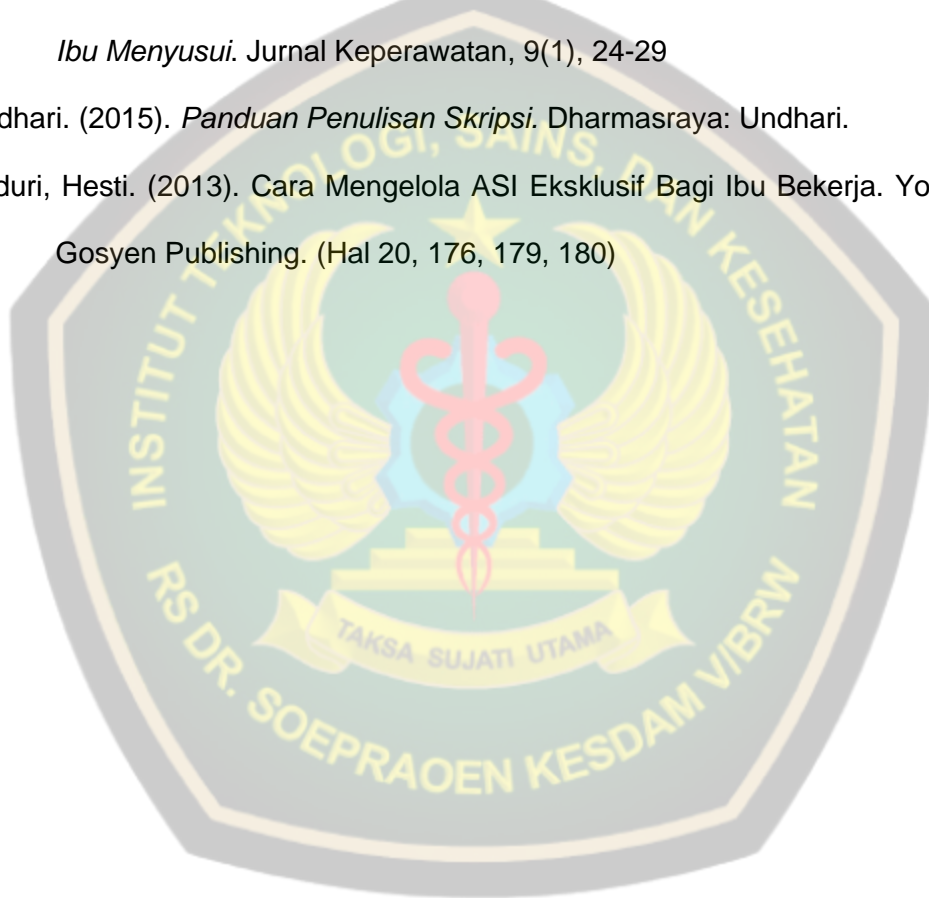 Ibu Menyusui. Jurnal Keperawatan, 9(1), 24-29
dhari. (2015). Panduan Penulisan Skripsi. Dharmasraya: Undhari.
duri, Hesti. (2013). Cara Mengelola ASI Eksklusif Bagi Ibu Bekerja. Yo
Gosyen Publishing. (Hal 20, 176, 179, 180)
INSTITUT TEKNOLOGI, SAINS, DAN KESEHATAN
TAKSA SUJATI UTAMA
RS DR. SOEPRAOEN KESDAM V/BRW